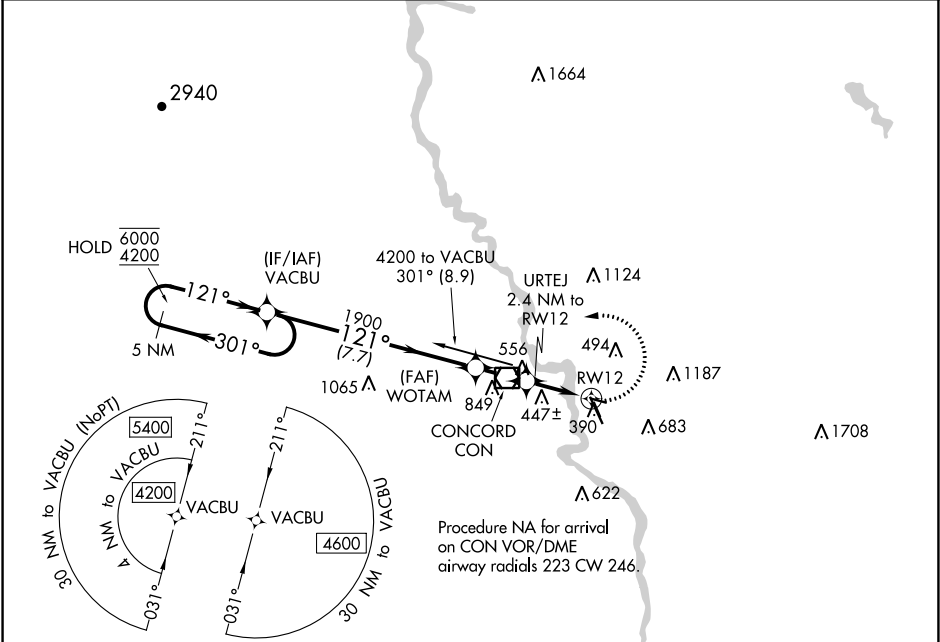 1664
2940
HOLD 6000
4200
(IF/IAF)
VACBU
4200 to VACBU
301° (8.9)
URTEJ
2.4 NM to
RW12
1124
121°
301°
5 NM
1900
121°
(7.7)
556
494
1065
(FAF)
WOTAM
849
447±
RW12
390
1187
683
1708
CONCORD
CON
622
30 NM to VACBU (NoPT)
5400
4 NM to VACBU
4200
211°
VACBU
031°
211°
VACBU
031°
4600
30 NM to VACBU
Procedure NA for arrival
on CON VOR/DME
airway radials 223 CW 246.